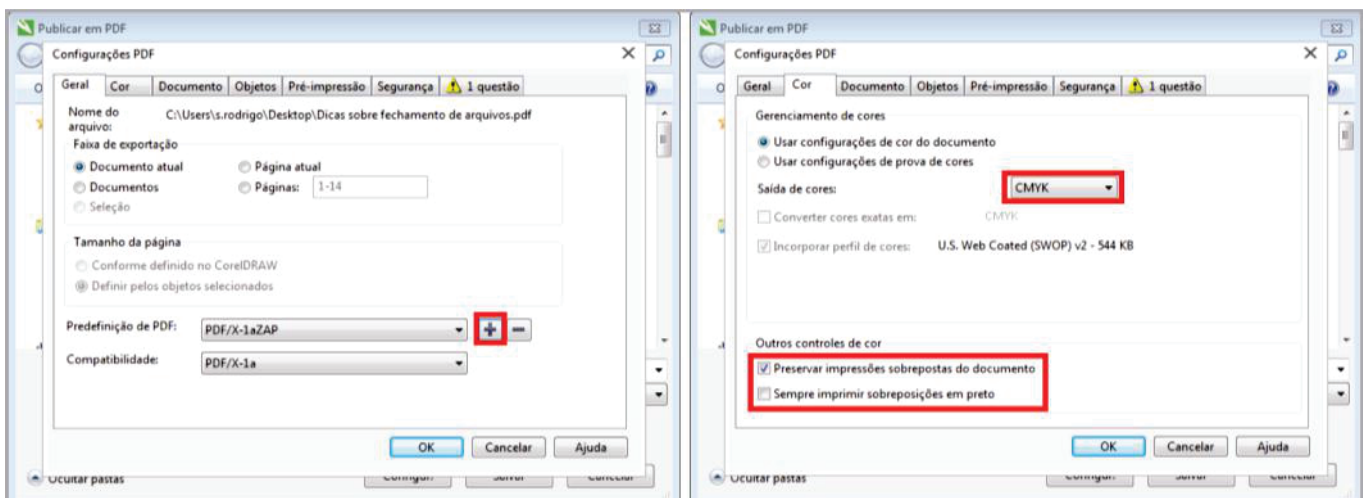 Publicar em PDF
Configurações PDF
Geral Cor Documento Objetos Pré-impressão Segurança 1 questão
Nome do arquivo: C:\Users\s.rodrigo\Desktop\Dicas sobre fechamento de arquivos.pdf
Faixa de exportação
Documento atual Página atual
Documentos Páginas: 1-14
Seleção
Tamanho da página
Conforme definido no CorelDRAW
Definir pelos objetos selecionados
Predefinição de PDF: PDF/X-1aZAP
Compatibilidade: PDF/X-1a
OK Cancelar Ajuda
Ocultar pastas
Publicar em PDF
Configurações PDF
Geral Cor Documento Objetos Pré-impressão Segurança 1 questão
Gerenciamento de cores
Usar configurações de cor do documento
Usar configurações de prova de cores
Saída de cores: CMYK
Converter cores exatas em: CMYK
Incorporar perfil de cores: U.S. Web Coated (SWOP) v2 - 544 KB
Outros controles de cor
Preservar impressões sobrepostas do documento
Sempre imprimir sobreposições em preto
OK Cancelar Ajuda
Ocultar pastas